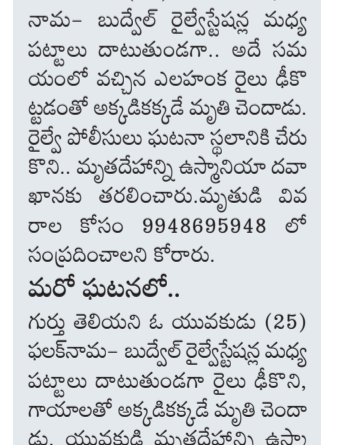 నామ– బుద్వేల్ రైల్వేస్టేషన్ల మధ్య
పట్టాలు దాటుతుండగా.. అదే సమ
యంలో వచ్చిన ఎలహంక రైలు ఢీకొ
ట్టడంతో అక్కడికక్కడే మృతి చెందాడు.
రైల్వే పోలీసులు ఘటనా స్థలానికి చేరు
కొని.. మృతదేహాన్ని ఉస్మానియా దవా
ఖానకు తరలించారు.మృతుడి వివ
రాల కోసం 9948695948 లో
సంప్రదించాలని కోరారు.
మరో ఘటనలో..
గుర్తు తెలియని ఓ యువకుడు (25)
ఫలక్‌నామ– బుద్వేల్ రైల్వేస్టేషన్ల మధ్య
పట్టాలు దాటుతుండగా రైలు ఢీకొని,
గాయాలతో అక్కడికక్కడే మృతి చెందా
డు. యువకుడి మృతదేహాన్ని ఉస్మా